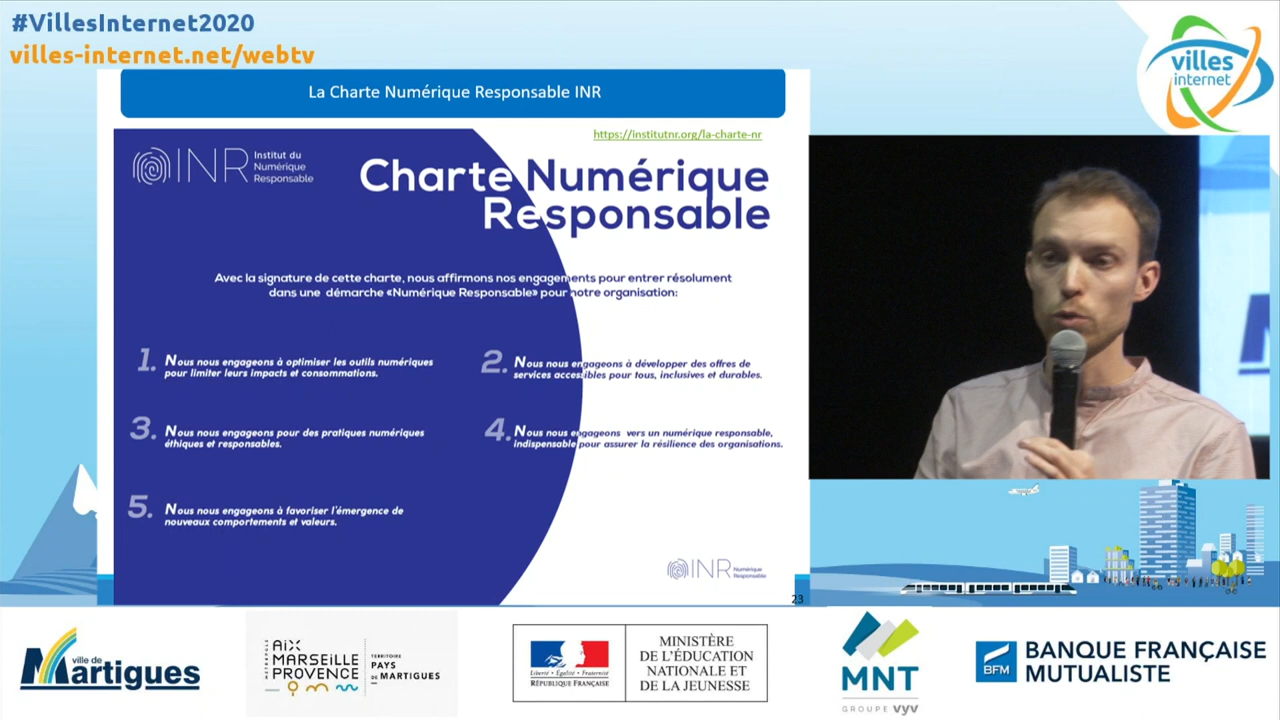 #VillesInternet2020
villes-internet.net/webtv
villes
internet
La Charte Numérique Responsable INR
https://institutnr.org/la-charte-nr
INR
Institut du
Numérique
Responsable
Charte Numérique
Responsable
Avec la signature de cette charte, nous affirmons nos engagements pour entrer résolument
dans une démarche «Numérique Responsable» pour notre organisation:
1. Nous nous engageons à optimiser les outils numériques
pour limiter leurs impacts et consommations.
2. Nous nous engageons à développer des offres de
services accessibles pour tous, inclusives et durables.
3. Nous nous engageons pour des pratiques numériques
éthiques et responsables.
4. Nous nous engageons vers un numérique responsable,
indispensable pour assurer la résilience des organisations.
5. Nous nous engageons à favoriser l'émergence de
nouveaux comportements et valeurs.
INR
Numérique
Responsable
23
ville de
Martigues
MÉTROPOLE
AIX
MARSEILLE
PROVENCE
TERRITOIRE
PAYS
DE MARTIGUES
Liberté • Égalité • Fraternité
RÉPUBLIQUE FRANÇAISE
MINISTÈRE
DE L'ÉDUCATION
NATIONALE ET
DE LA JEUNESSE
MNT
GROUPE vyv
BFM
BANQUE FRANÇAISE
MUTUALISTE